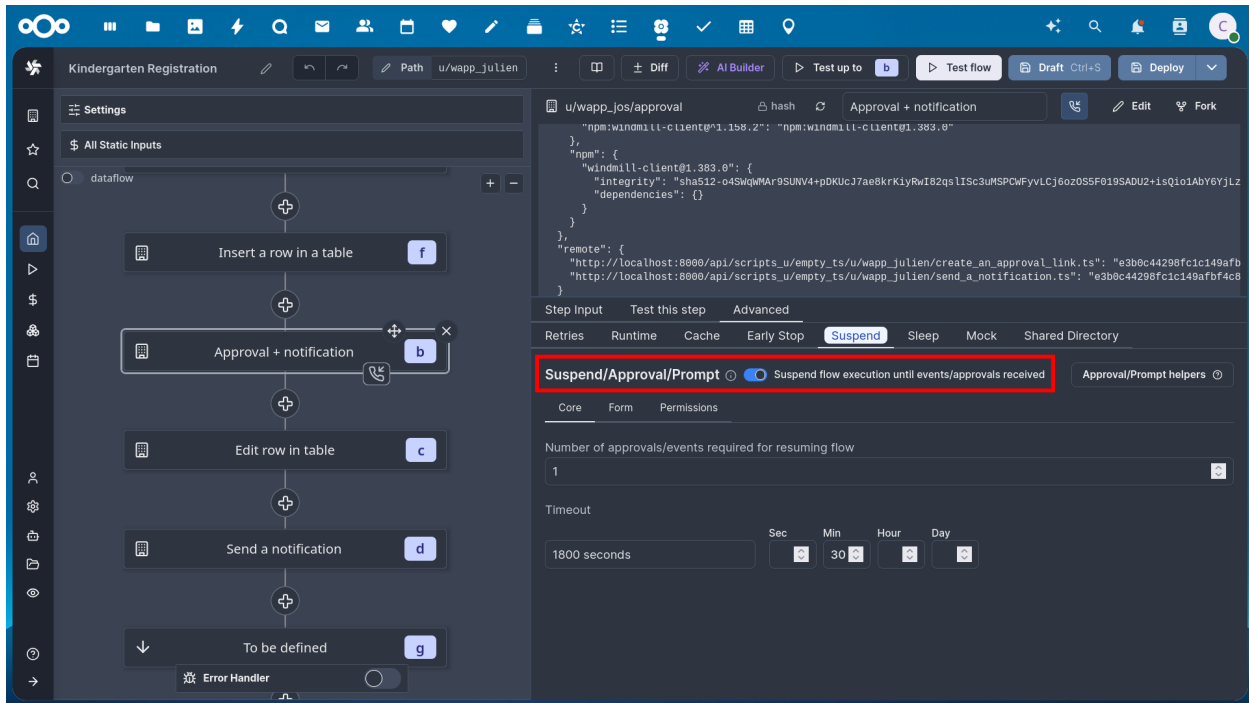 C
Kindergarten Registration
Path u/wapp_julien
Diff
AI Builder
Test up to b
Test flow
Draft Ctrl+S
Deploy
Settings
All Static Inputs
dataflow
Insert a row in a table f
Approval + notification b
Edit row in table c
Send a notification d
To be defined g
Error Handler
u/wapp_jos/approval
hash
Approval + notification
Edit
Fork
"npm:windmill-client@^1.158.2": "npm:windmill-client@1.383.0"
},
"npm": {
"windmill-client@1.383.0": {
"integrity": "sha512-o4SWqWMAr9SUNV4+pDKUcJ7ae8krKiyRwI82qslISc3uMSPCWFyvLCj6ozOS5F019SADU2+isQio1AbY6YjLz
"dependencies": {}
}
}
},
"remote": {
"http://localhost:8000/api/scripts_u/empty_ts/u/wapp_julien/create_an_approval_link.ts": "e3b0c44298fc1c149afb
"http://localhost:8000/api/scripts_u/empty_ts/u/wapp_julien/send_a_notification.ts": "e3b0c44298fc1c149afbf4c8
}
Step Input Test this step Advanced
Retries Runtime Cache Early Stop Suspend Sleep Mock Shared Directory
Suspend/Approval/Prompt Suspend flow execution until events/approvals received
Approval/Prompt helpers
Core Form Permissions
Number of approvals/events required for resuming flow
1
Timeout
Sec Min Hour Day
1800 seconds 30